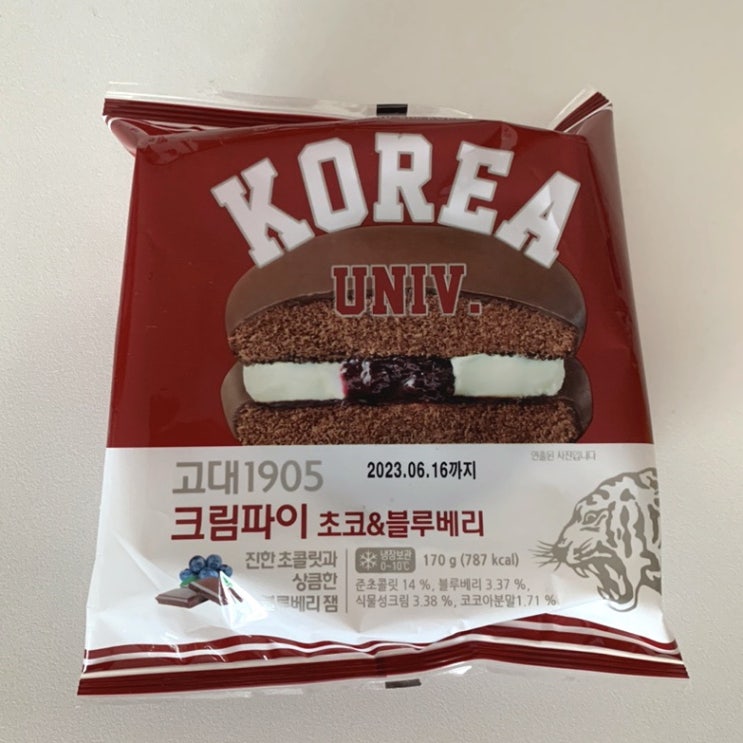 KOREA
UNIV.
연출된 사진입니다
고대1905
2023.06.16까지
크림파이 초코&블루베리
진한 초콜릿과
상큼한
블루베리 잼
냉장보관
0~10℃
170 g (787 kcal)
준초콜릿 14 %, 블루베리 3.37 %,
식물성크림 3.38 %, 코코아분말1.71 %